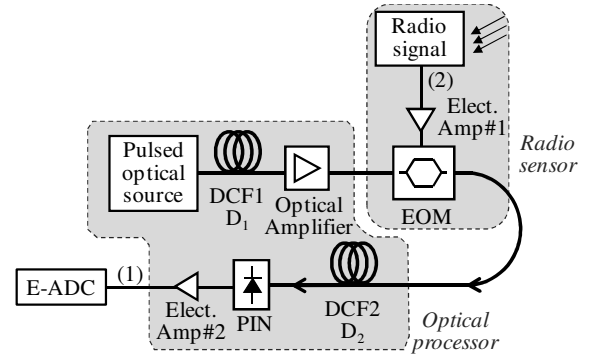 Radio
signal
(2)
Elect.
Amp#1
Radio
sensor
Pulsed
optical
source
DCF1
D1
Optical
Amplifier
EOM
E-ADC
(1)
Elect.
Amp#2
PIN
DCF2
D2
Optical
processor